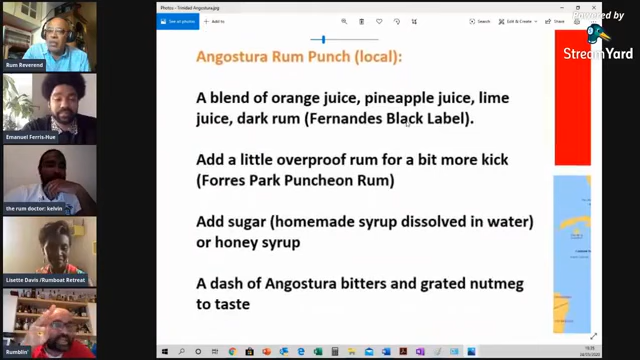 Photos - Trinidad Angostura.jpg
See all photos
Add to
Search
Edit & Create
Share
Powered by
StreamYard
Angostura Rum Punch (local):
A blend of orange juice, pineapple juice, lime
juice, dark rum (Fernandes Black Label).
Add a little overproof rum for a bit more kick
(Forres Park Puncheon Rum)
Add sugar (homemade syrup dissolved in water)
or honey syrup
A dash of Angostura bitters and grated nutmeg
to taste
Rum Reverend
Emanuel Ferris-Hue
the rum doctor: kelvin
Lisette Davis /Rumboat Retreat
Rumblin'